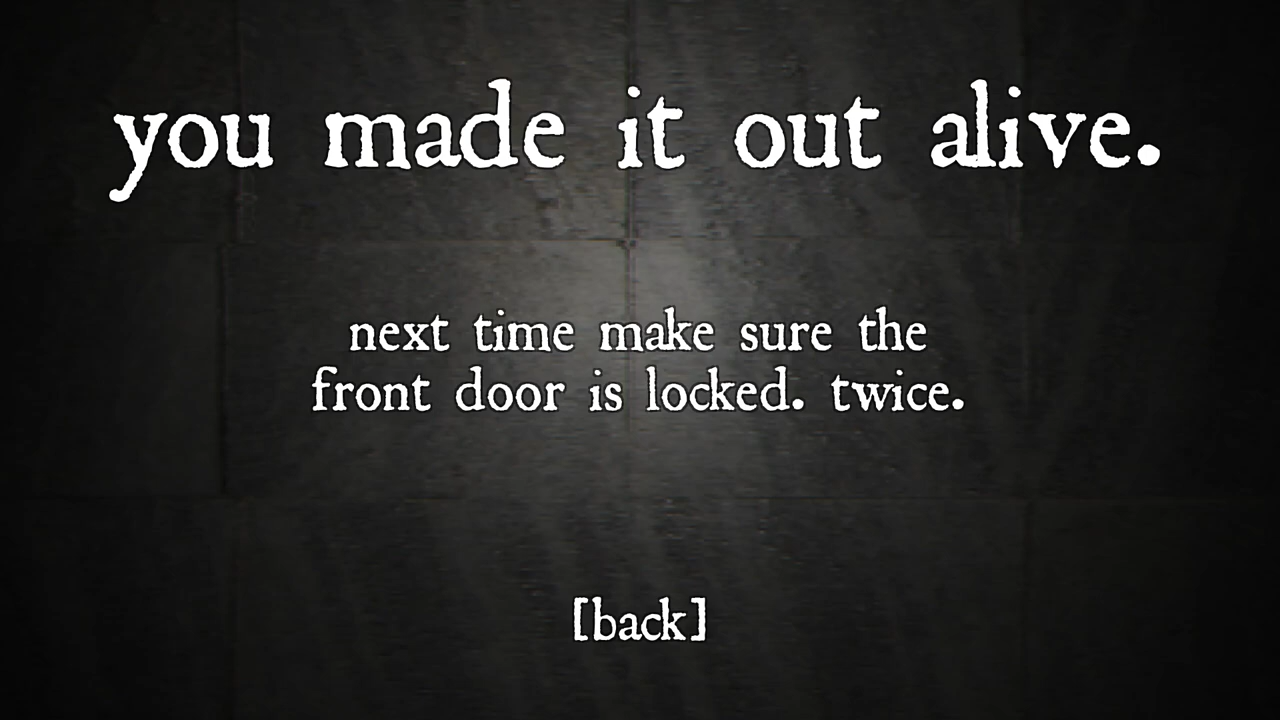 you made it out alive.
next time make sure the
front door is locked. twice.
[back]